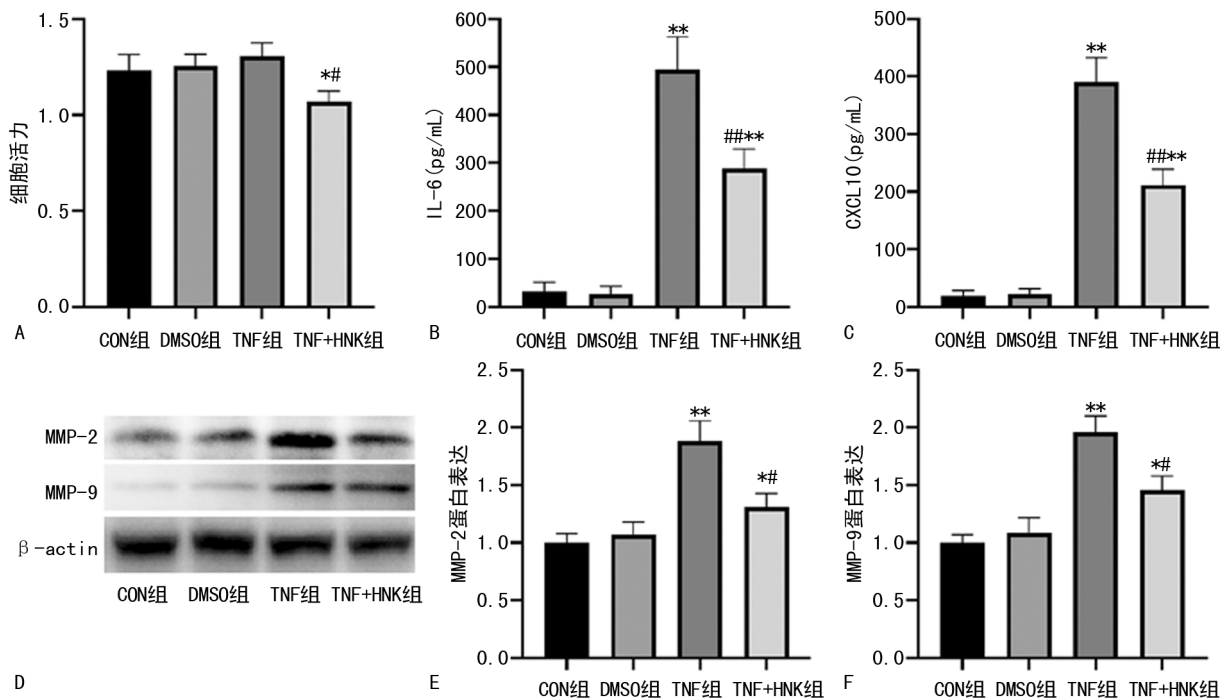 细胞活力
1.5
1.0
0.5
0.0
*#
CON组 DMSO组 TNF组 TNF+HNK组
A
IL-6(pg/mL)
600
500
400
300
200
100
0
**
##**
CON组 DMSO组 TNF组 TNF+HNK组
B
CXCL10(pg/mL)
500
400
300
200
100
0
**
##**
CON组 DMSO组 TNF组 TNF+HNK组
C
MMP-2
MMP-9
β-actin
CON组 DMSO组 TNF组 TNF+HNK组
D
MMP-2蛋白表达
2.5
2.0
1.5
1.0
0.5
0.0
**
*#
CON组 DMSO组 TNF组 TNF+HNK组
E
MMP-9蛋白表达
2.5
2.0
1.5
1.0
0.5
0.0
**
*#
CON组 DMSO组 TNF组 TNF+HNK组
F